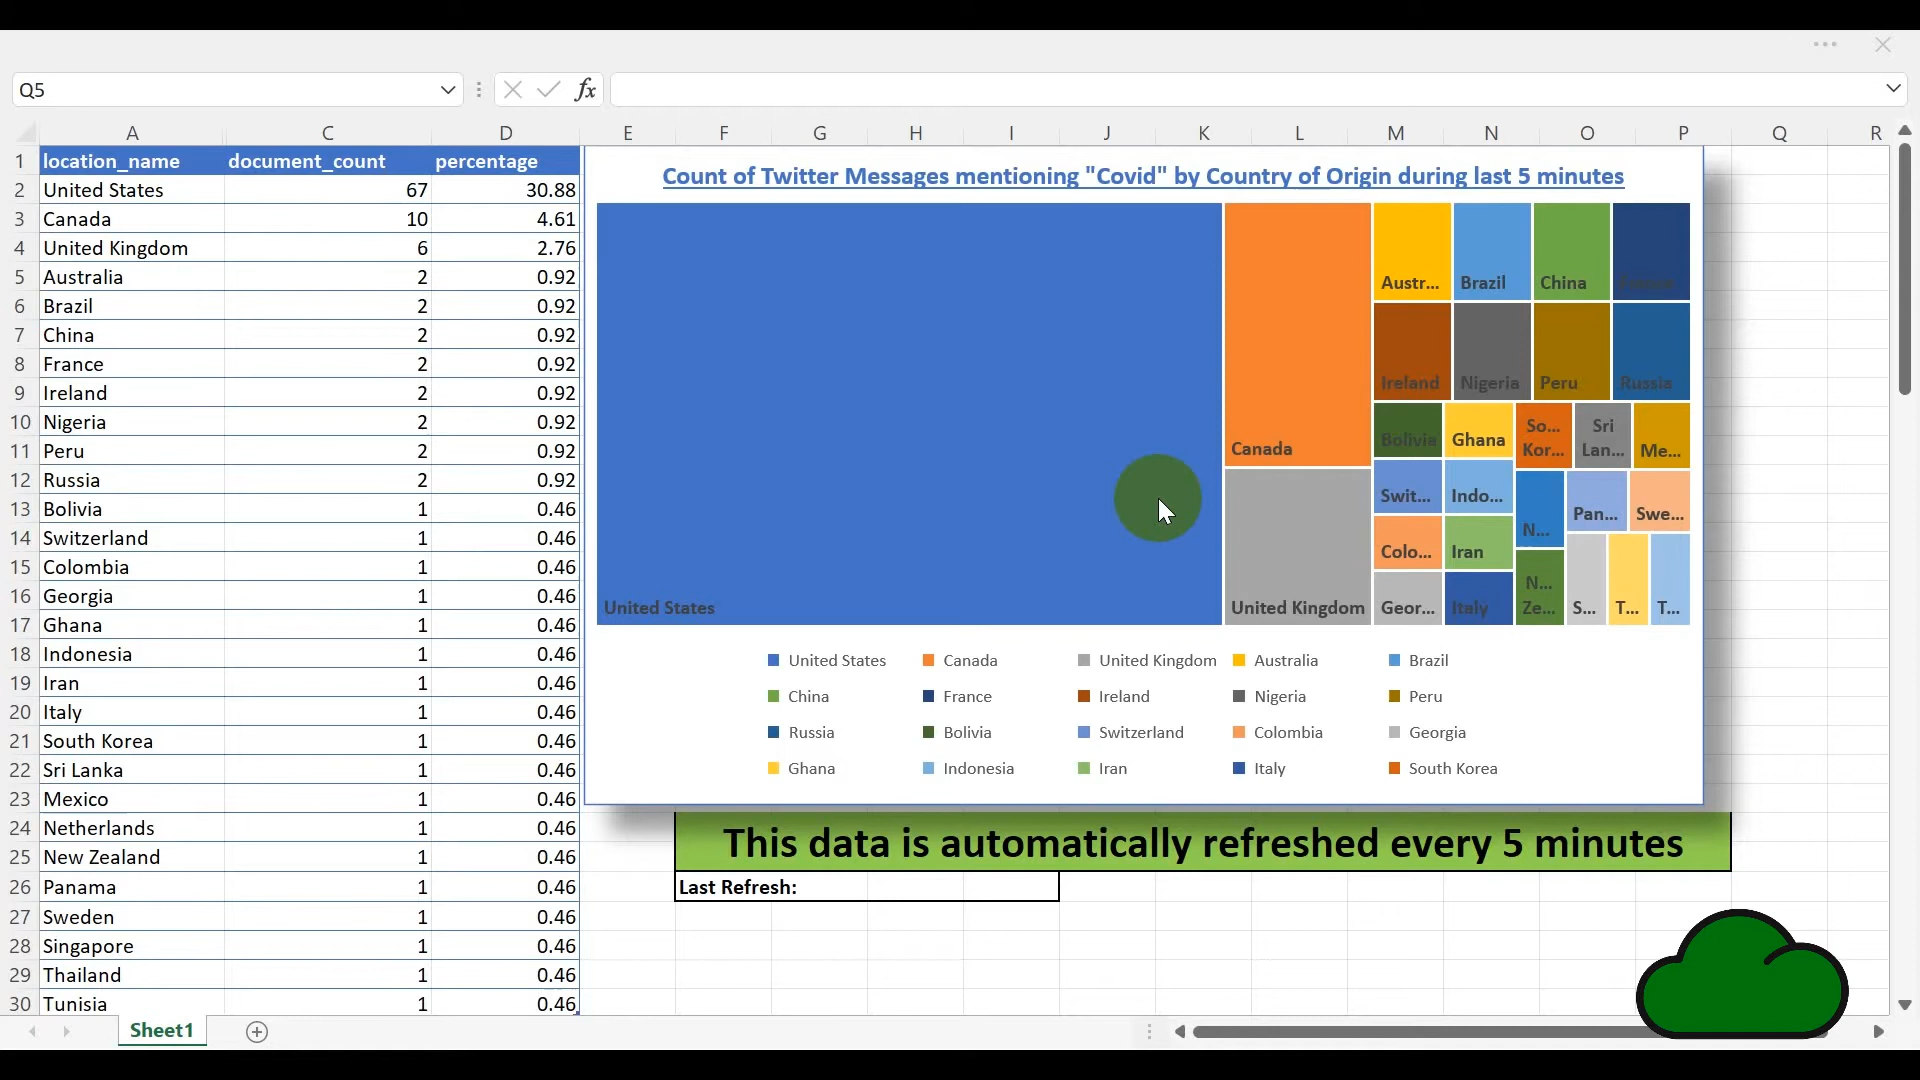 Q5
fx
A C D E F G H I J K L M N O P Q R
1 location_name document_count percentage
2 United States 67 30.88
3 Canada 10 4.61
4 United Kingdom 6 2.76
5 Australia 2 0.92
6 Brazil 2 0.92
7 China 2 0.92
8 France 2 0.92
9 Ireland 2 0.92
10 Nigeria 2 0.92
11 Peru 2 0.92
12 Russia 2 0.92
13 Bolivia 1 0.46
14 Switzerland 1 0.46
15 Colombia 1 0.46
16 Georgia 1 0.46
17 Ghana 1 0.46
18 Indonesia 1 0.46
19 Iran 1 0.46
20 Italy 1 0.46
21 South Korea 1 0.46
22 Sri Lanka 1 0.46
23 Mexico 1 0.46
24 Netherlands 1 0.46
25 New Zealand 1 0.46
26 Panama 1 0.46
27 Sweden 1 0.46
28 Singapore 1 0.46
29 Thailand 1 0.46
30 Tunisia 1 0.46
Count of Twitter Messages mentioning "Covid" by Country of Origin during last 5 minutes
Austr... Brazil China France
Ireland Nigeria Peru Russia
Canada
Bolivia Ghana
So... Sri
Kor... Lan... Me...
Swit... Indo...
N... Pan... Swe...
Colo... Iran
N...
United States United Kingdom Geor... Italy Ze... S... T... T...
United States Canada United Kingdom Australia Brazil
China France Ireland Nigeria Peru
Russia Bolivia Switzerland Colombia Georgia
Ghana Indonesia Iran Italy South Korea
This data is automatically refreshed every 5 minutes
Last Refresh:
Sheet1